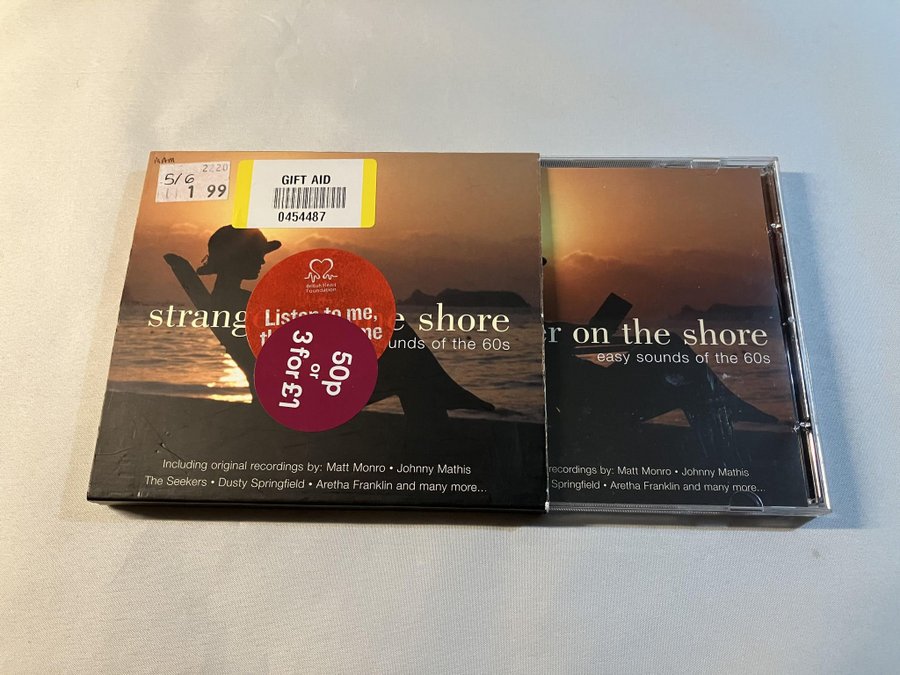 2220
5/6
1 99
GIFT AID
0454487
British Heart
Foundation
Listen to me,
me
50p
or
3 for £1
strang e shore
unds of the 60s
Including original recordings by: Matt Monro • Johnny Mathis
The Seekers • Dusty Springfield • Aretha Franklin and many more...
er on the shore
easy sounds of the 60s
recordings by: Matt Monro • Johnny Mathis
Springfield • Aretha Franklin and many more...